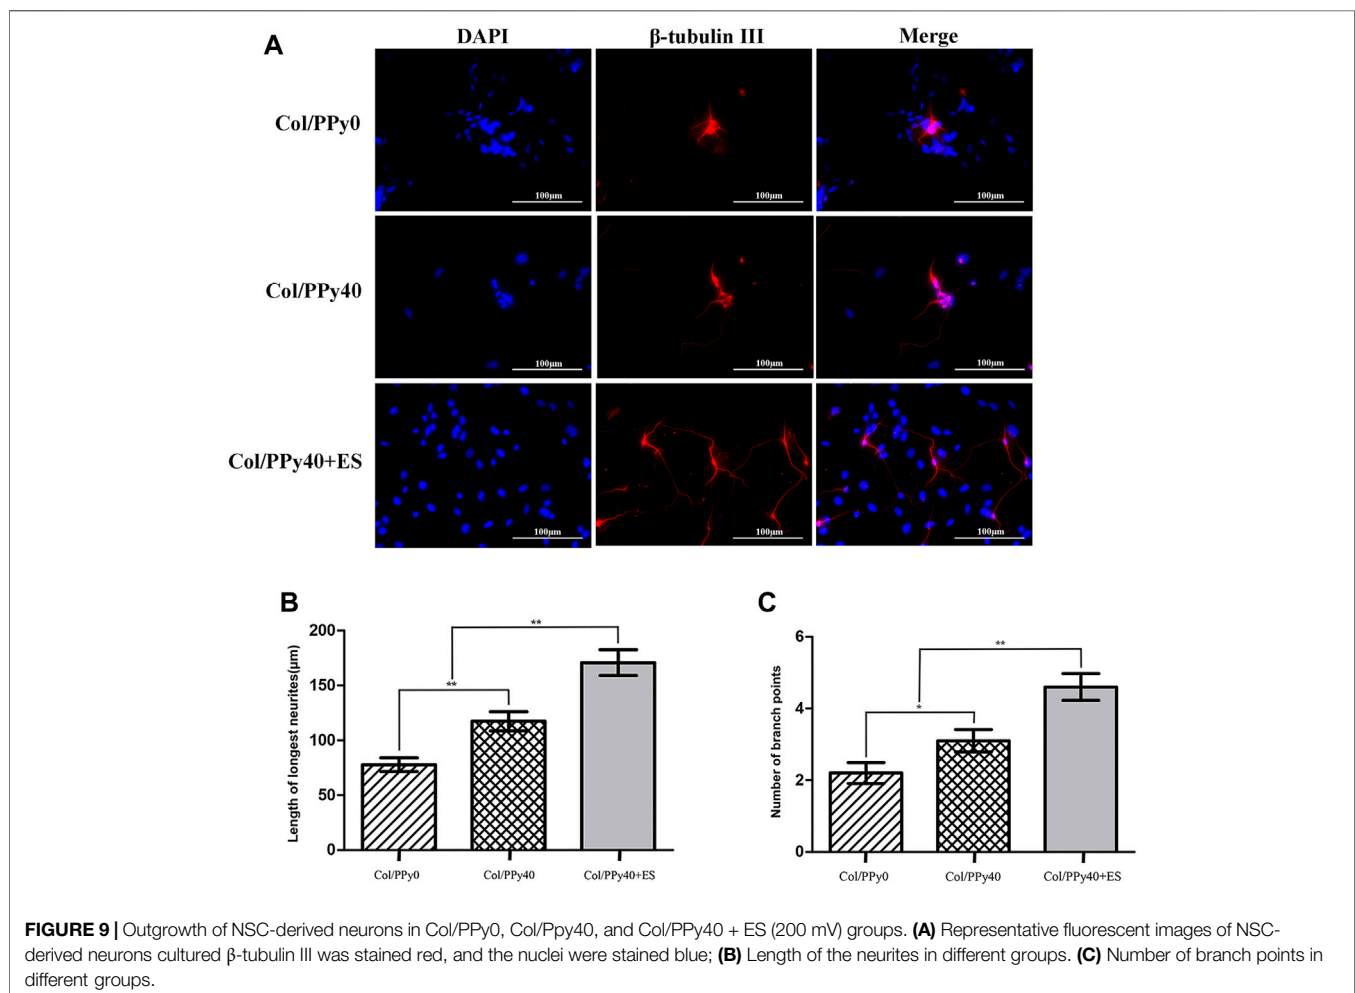 A
DAPI
β-tubulin III
Merge
Col/PPy0
100μm
100μm
100μm
Col/PPy40
100μm
100μm
100μm
Col/PPy40+ES
100μm
100μm
100μm
B
Length of longest neurites(μm)
200
150
100
50
0
**
**
Col/PPy0
Col/PPy40
Col/PPy40+ES
C
Number of branch points
6
4
2
0
**
*
Col/PPy0
Col/PPy40
Col/PPy40+ES
FIGURE 9 | Outgrowth of NSC-derived neurons in Col/PPy0, Col/Ppy40, and Col/PPy40 + ES (200 mV) groups. (A) Representative fluorescent images of NSC-
derived neurons cultured β-tubulin III was stained red, and the nuclei were stained blue; (B) Length of the neurites in different groups. (C) Number of branch points in
different groups.